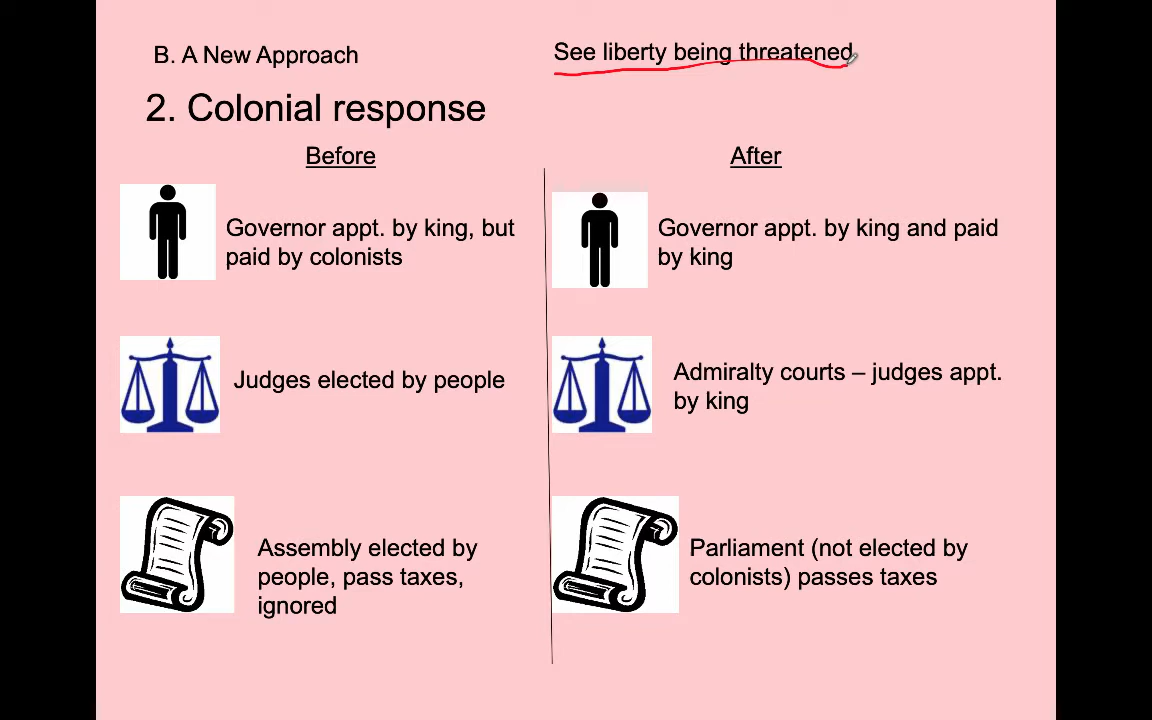 B. A New Approach
See liberty being threatened
2. Colonial response
Before
After
Governor appt. by king, but
paid by colonists
Governor appt. by king and paid
by king
Judges elected by people
Admiralty courts – judges appt.
by king
Assembly elected by
people, pass taxes,
ignored
Parliament (not elected by
colonists) passes taxes